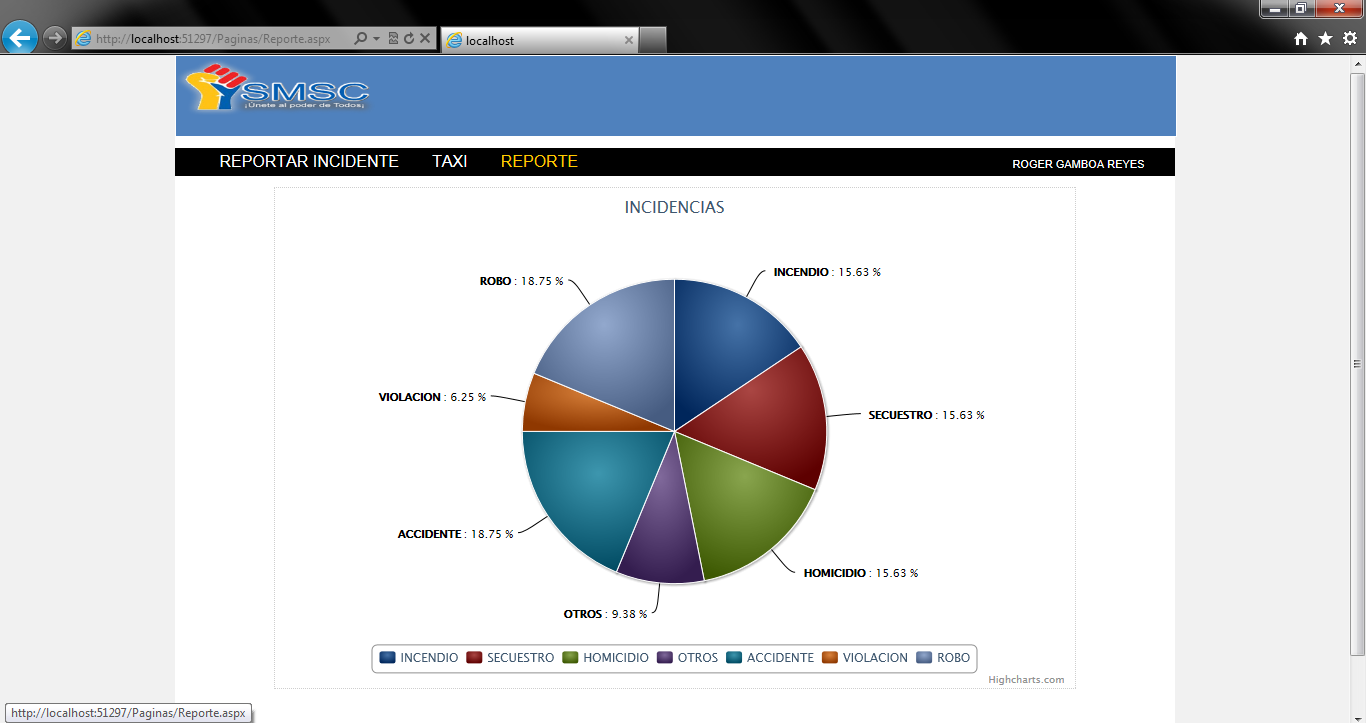 http://localhost:51297/Paginas/Reporte.aspx
localhost
SMSC
¡Únete al poder de Todos¡
REPORTAR INCIDENTE TAXI REPORTE
ROGER GAMBOA REYES
INCIDENCIAS
INCENDIO : 15.63 %
ROBO : 18.75 %
VIOLACION : 6.25 %
SECUESTRO : 15.63 %
ACCIDENTE : 18.75 %
HOMICIDIO : 15.63 %
OTROS : 9.38 %
INCENDIO SECUESTRO HOMICIDIO OTROS ACCIDENTE VIOLACION ROBO
Highcharts.com
http://localhost:51297/Paginas/Reporte.aspx